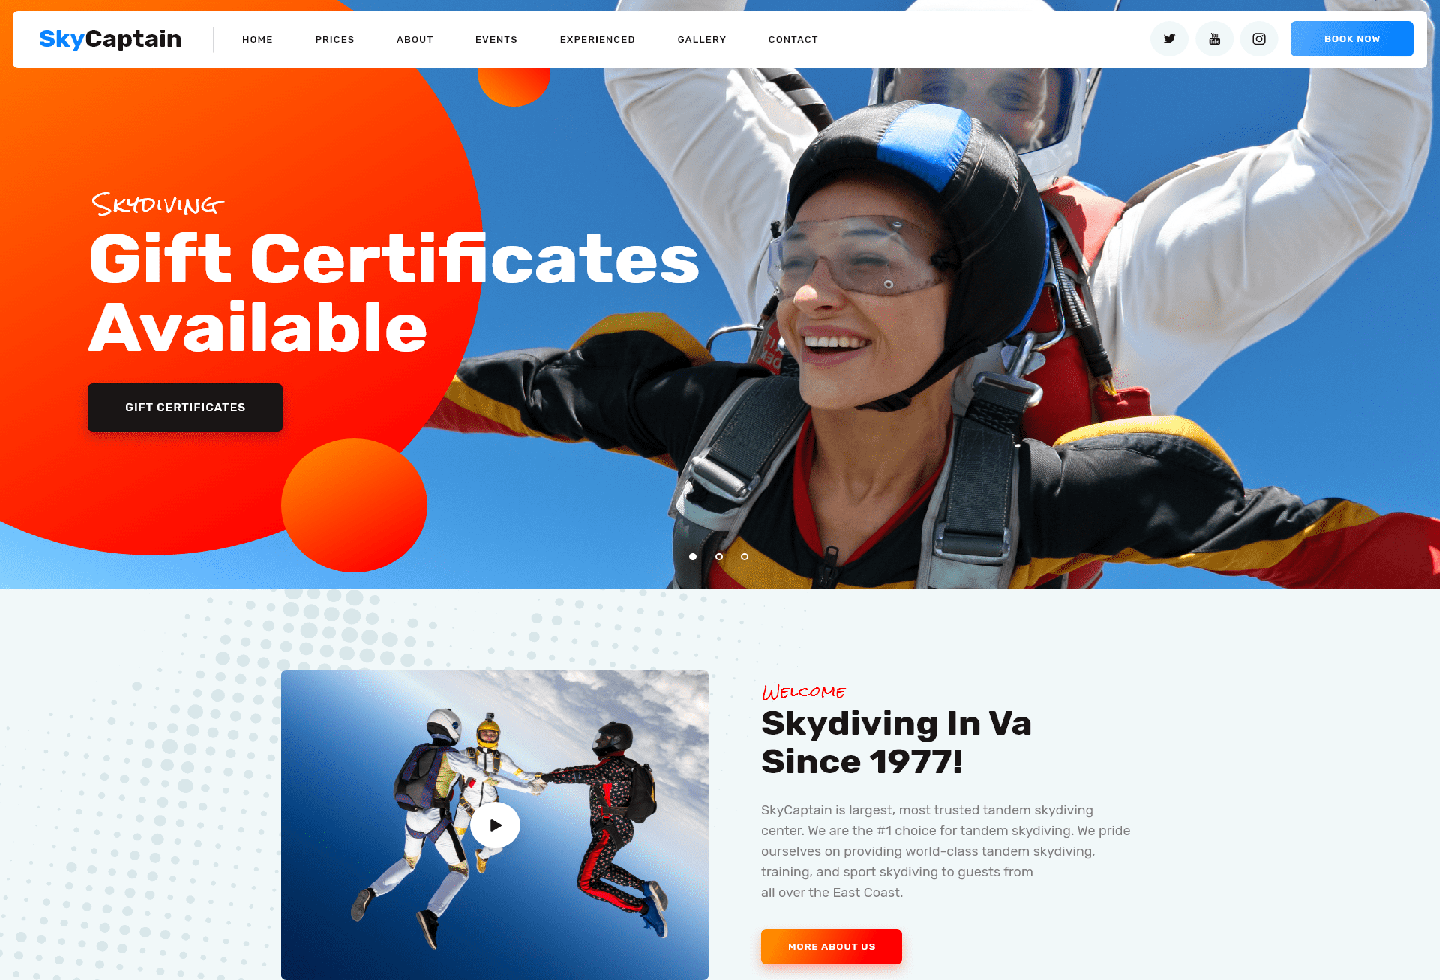 SkyCaptain
HOME PRICES ABOUT EVENTS EXPERIENCED GALLERY CONTACT
BOOK NOW
Skydiving
Gift Certificates
Available
GIFT CERTIFICATES
Welcome
Skydiving In Va
Since 1977!
SkyCaptain is largest, most trusted tandem skydiving
center. We are the #1 choice for tandem skydiving. We pride
ourselves on providing world-class tandem skydiving,
training, and sport skydiving to guests from
all over the East Coast.
MORE ABOUT US